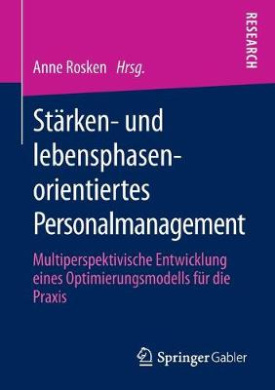 RESEARCH
Anne Rosken Hrsg.
Stärken- und
lebensphasen-
orientiertes
Personalmanagement
Multiperspektivische Entwicklung
eines Optimierungsmodells für die
Praxis
Springer Gabler